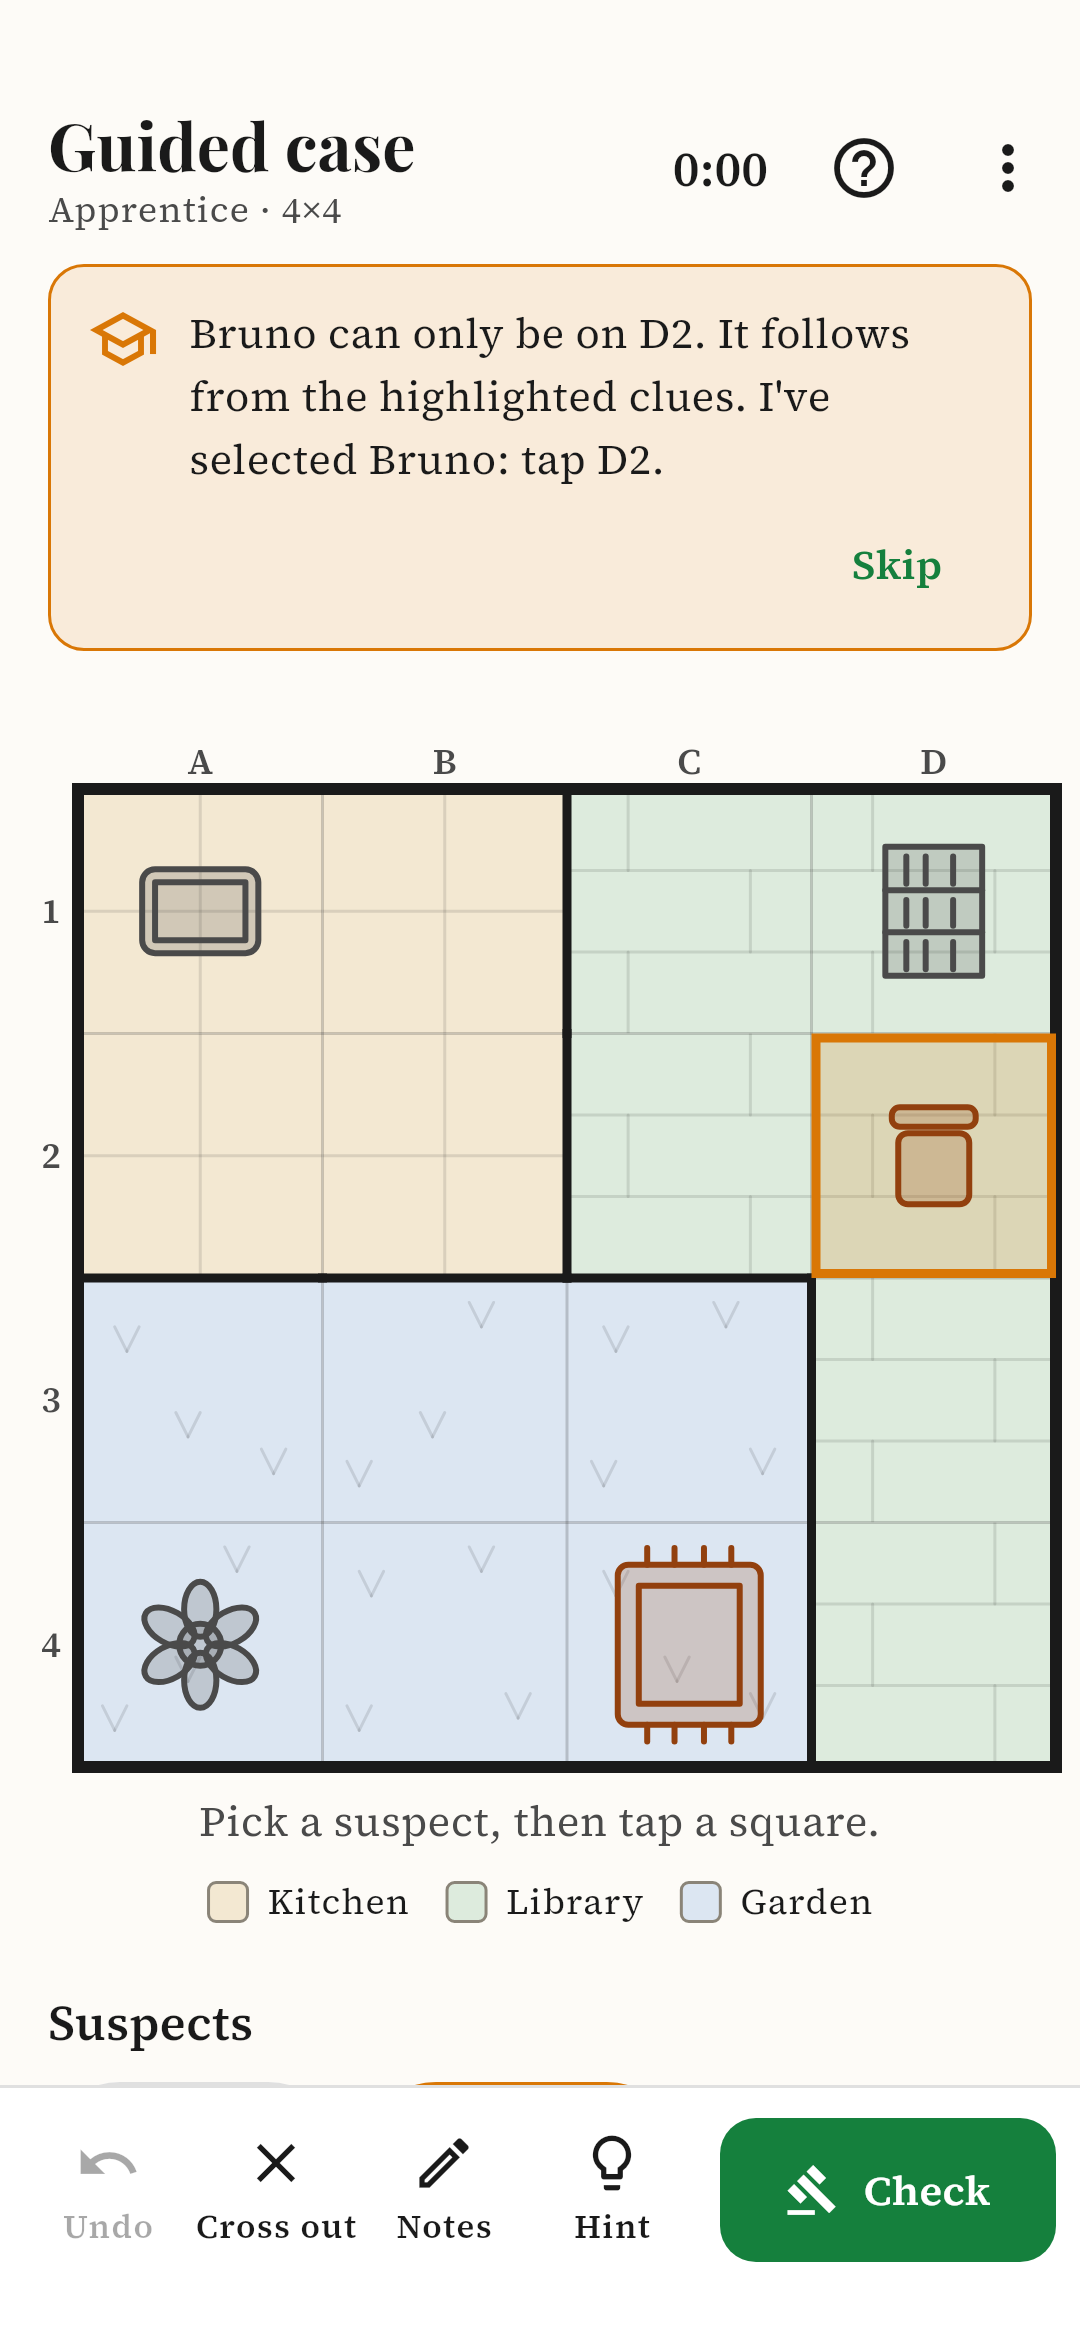 Guided case
Apprentice · 4×4
0:00
Bruno can only be on D2. It follows
from the highlighted clues. I've
selected Bruno: tap D2.
Skip
A B C D
1
2
3
4
Pick a suspect, then tap a square.
Kitchen Library Garden
Suspects
Undo Cross out Notes Hint Check